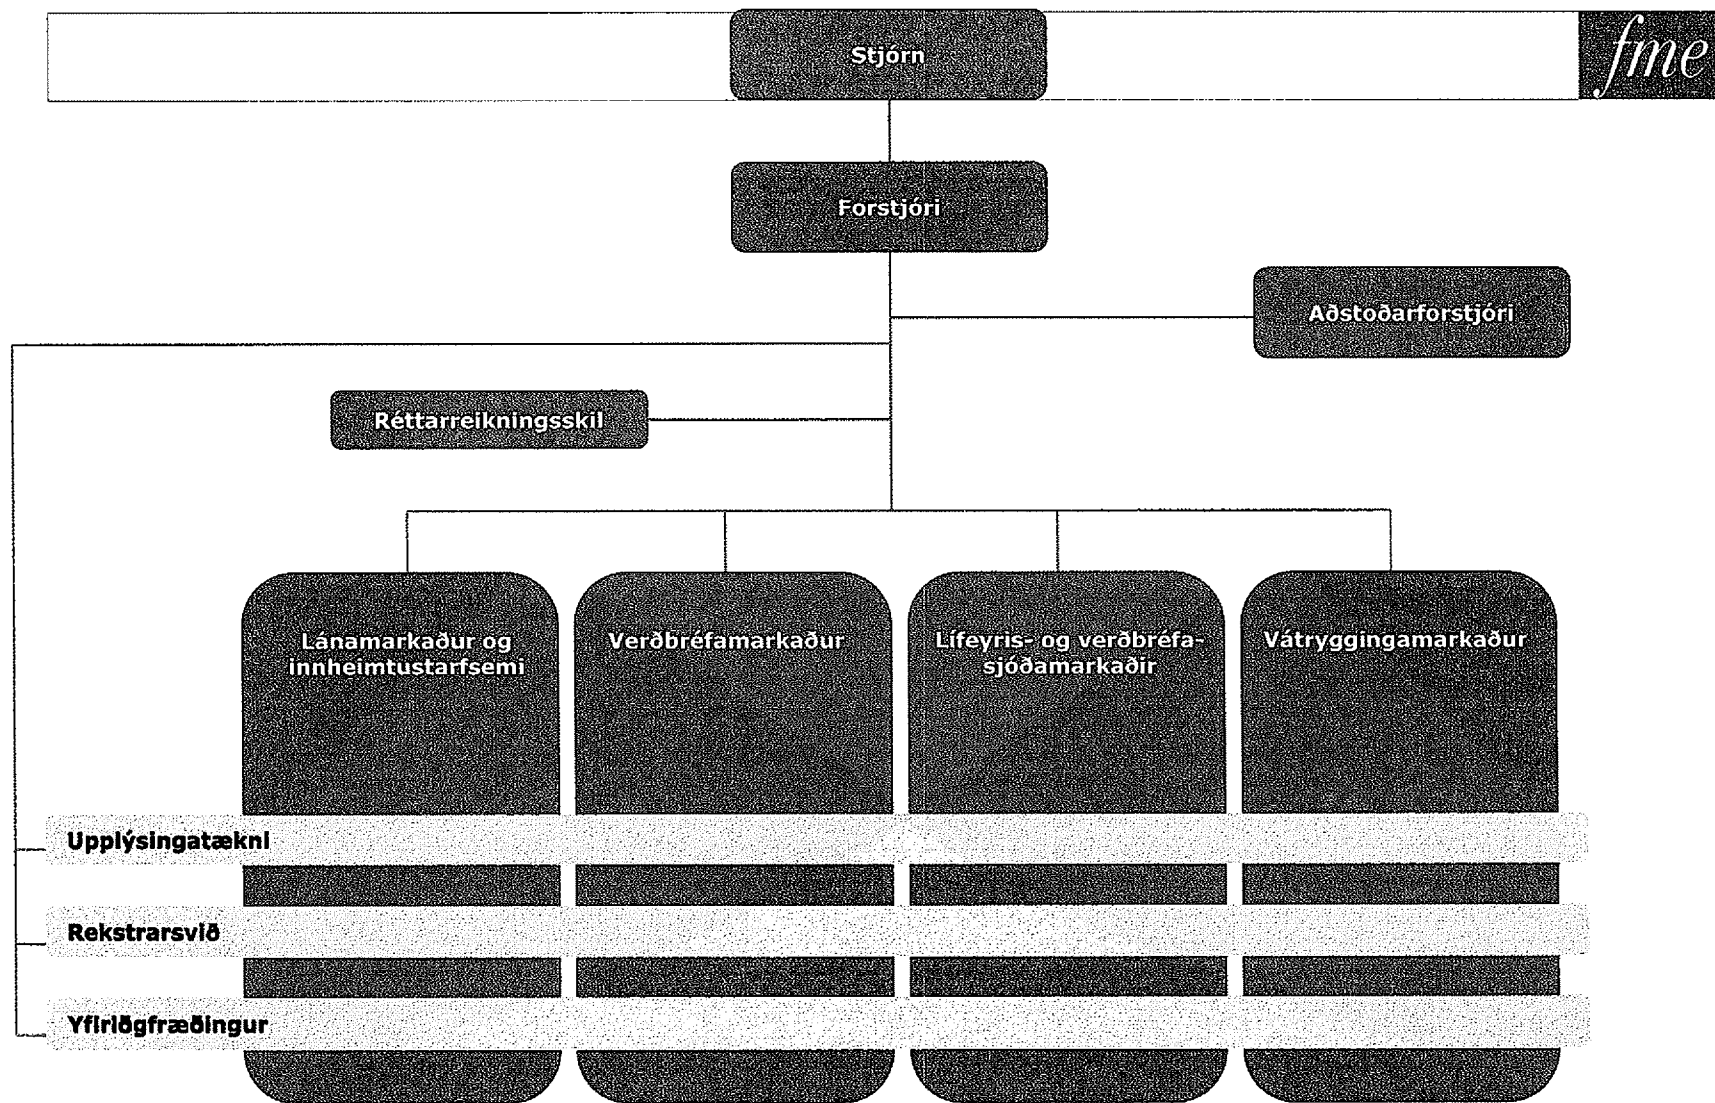 Stjórn
fme
Forstjóri
Aðstoðarforstjóri
Réttarreikningsskil
Lánamarkaður og
innheimtustarfsemi
Verðbréfamarkaður
Lífeyris- og verðbréfa-
sjóðamarkaðir
Vátryggingamarkaður
Upplýsingatækni
Rekstrarsvið
Yfirlögfræðingur